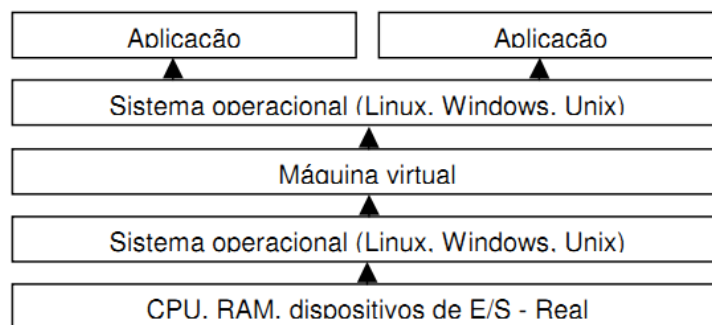 Aplicação
Aplicação
Sistema operacional (Linux, Windows, Unix)
Máquina virtual
Sistema operacional (Linux, Windows, Unix)
CPU, RAM, dispositivos de E/S - Real